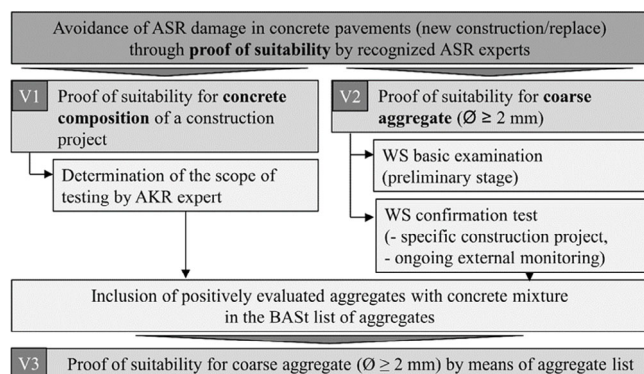 Avoidance of ASR damage in concrete pavements (new construction/replace)
through proof of suitability by recognized ASR experts
V1
Proof of suitability for concrete
composition of a construction
project
Determination of the scope of
testing by AKR expert
V2
Proof of suitability for coarse
aggregate (Ø ≥ 2 mm)
WS basic examination
(preliminary stage)
WS confirmation test
(- specific construction project,
- ongoing external monitoring)
Inclusion of positively evaluated aggregates with concrete mixture
in the BASt list of aggregates
V3
Proof of suitability for coarse aggregate (Ø ≥ 2 mm) by means of aggregate list